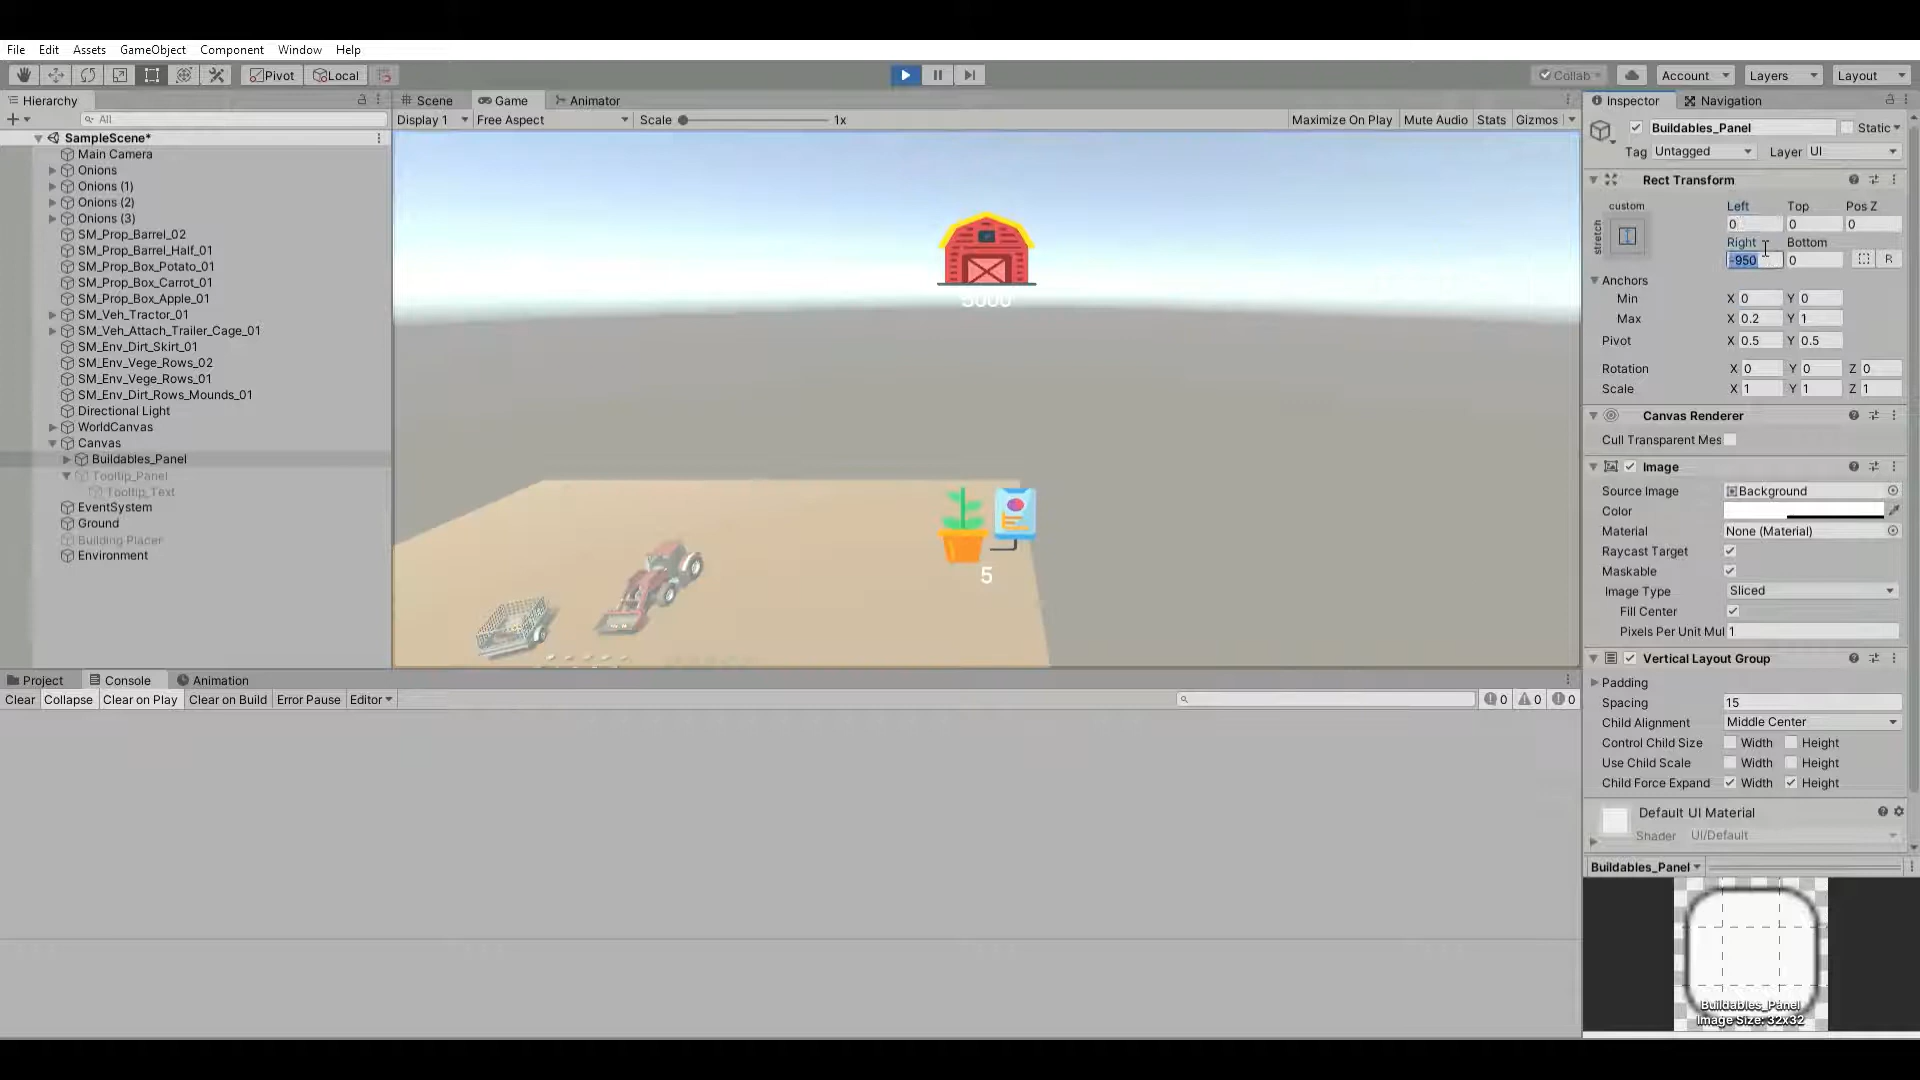 File Edit Assets GameObject Component Window Help
Pivot Local Collab Account Layers Layout
Hierarchy
All
SampleScene*
Main Camera
Onions
Onions (1)
Onions (2)
Onions (3)
SM_Prop_Barrel_02
SM_Prop_Barrel_Half_01
SM_Prop_Box_Potato_01
SM_Prop_Box_Carrot_01
SM_Prop_Box_Apple_01
SM_Veh_Tractor_01
SM_Veh_Attach_Trailer_Cage_01
SM_Env_Dirt_Skirt_01
SM_Env_Vege_Rows_02
SM_Env_Vege_Rows_01
SM_Env_Dirt_Rows_Mounds_01
Directional Light
WorldCanvas
Canvas
Buildables_Panel
Tooltip_Panel
Tooltip_Text
EventSystem
Ground
Building Placer
Environment
Scene Game Animator
Display 1 Free Aspect Scale 1x Maximize On Play Mute Audio Stats Gizmos
5000
5
Project Console Animation
Clear Collapse Clear on Play Clear on Build Error Pause Editor 0 0 0
Inspector Navigation
Buildables_Panel Static
Tag Untagged Layer UI
Rect Transform
custom Left Top Pos Z
stretch 0 0 0
Right Bottom
-950 0 R
Anchors
Min X 0 Y 0
Max X 0.2 Y 1
Pivot X 0.5 Y 0.5
Rotation X 0 Y 0 Z 0
Scale X 1 Y 1 Z 1
Canvas Renderer
Cull Transparent Mes
Image
Source Image Background
Color
Material None (Material)
Raycast Target
Maskable
Image Type Sliced
Fill Center
Pixels Per Unit Mul 1
Vertical Layout Group
Padding
Spacing 15
Child Alignment Middle Center
Control Child Size Width Height
Use Child Scale Width Height
Child Force Expand Width Height
Default UI Material
Shader UI/Default
Buildables_Panel
Buildables_Panel
Image Size: 32x32